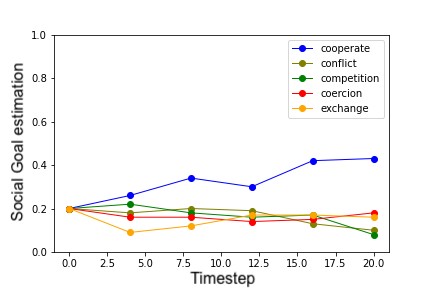 1.0
0.8
0.6
0.4
0.2
0.0
Social Goal estimation
cooperate
conflict
competition
coercion
exchange
0.0 2.5 5.0 7.5 10.0 12.5 15.0 17.5 20.0
Timestep